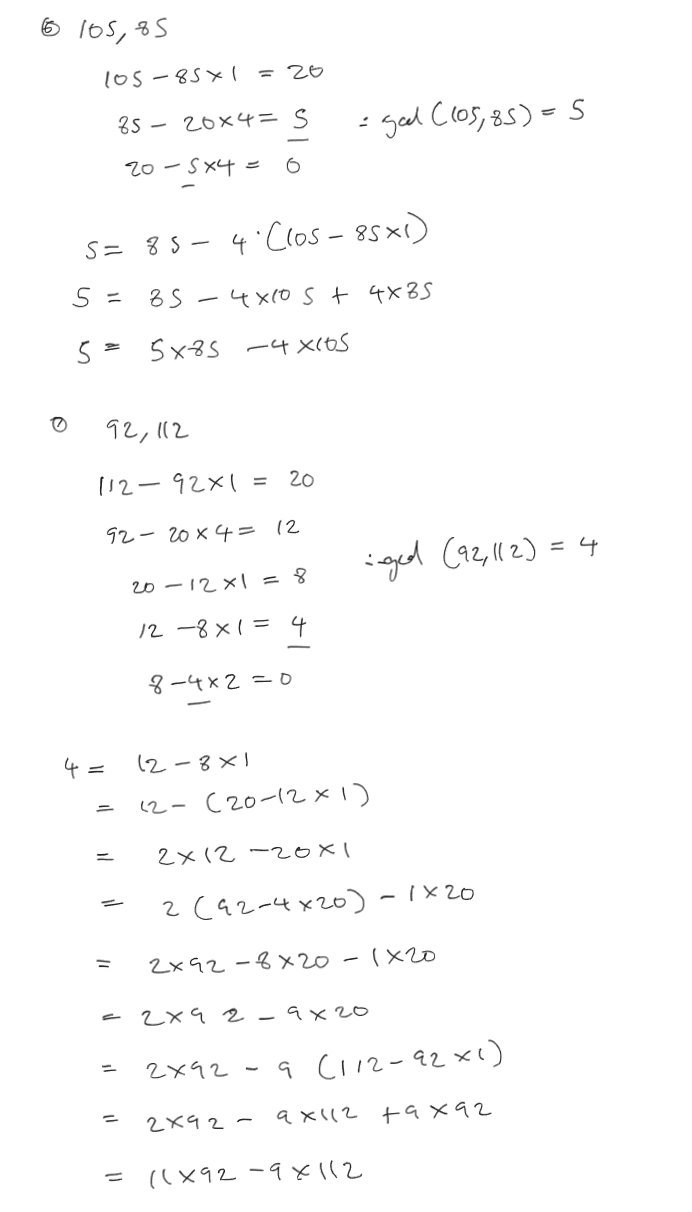 ⑥ 105, 85
105 - 85×1 = 20
85 - 20×4 = 5 ∴ gcd (105, 85) = 5
20 - 5×4 = 0
5 = 85 - 4·(105 - 85×1)
5 = 85 - 4×105 + 4×85
5 = 5×85 - 4×105
⑦ 92, 112
112 - 92×1 = 20
92 - 20×4 = 12
20 - 12×1 = 8 ∴ gcd (92, 112) = 4
12 - 8×1 = 4
8 - 4×2 = 0
4 = 12 - 8×1
= 12 - (20 - 12×1)
= 2×12 - 20×1
= 2(92 - 4×20) - 1×20
= 2×92 - 8×20 - 1×20
= 2×92 - 9×20
= 2×92 - 9(112 - 92×1)
= 2×92 - 9×112 + 9×92
= 11×92 - 9×112